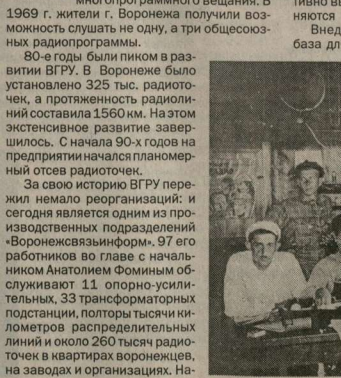 многопрограммного вещания. В
1969 г. жители г. Воронежа получили воз-
можность слушать не одну, а три общесоюз-
ных радиопрограммы.
80-е годы были пиком в раз-
витии ВГРУ. В Воронеже было
установлено 325 тыс. радиото-
чек, а протяженность радиоли-
ний составила 1560 км. На этом
экстенсивное развитие завер-
шилось. С начала 90-х годов на
предприятии начался планомер-
ный отсев радиоточек.
За свою историю ВГРУ пере-
жил немало реорганизаций: и
сегодня является одним из про-
изводственных подразделений
«Воронежсвязьинформ». 97 его
работников во главе с началь-
ником Анатолием Фоминым об-
служивают 11 опорно-усили-
тельных, 33 трансформаторных
подстанции, полторы тысячи ки-
лометров распределительных
линий и около 260 тысяч радио-
точек в квартирах воронежцев,
на заводах и организациях. На-
тивно вы
няются
Внед
база дл